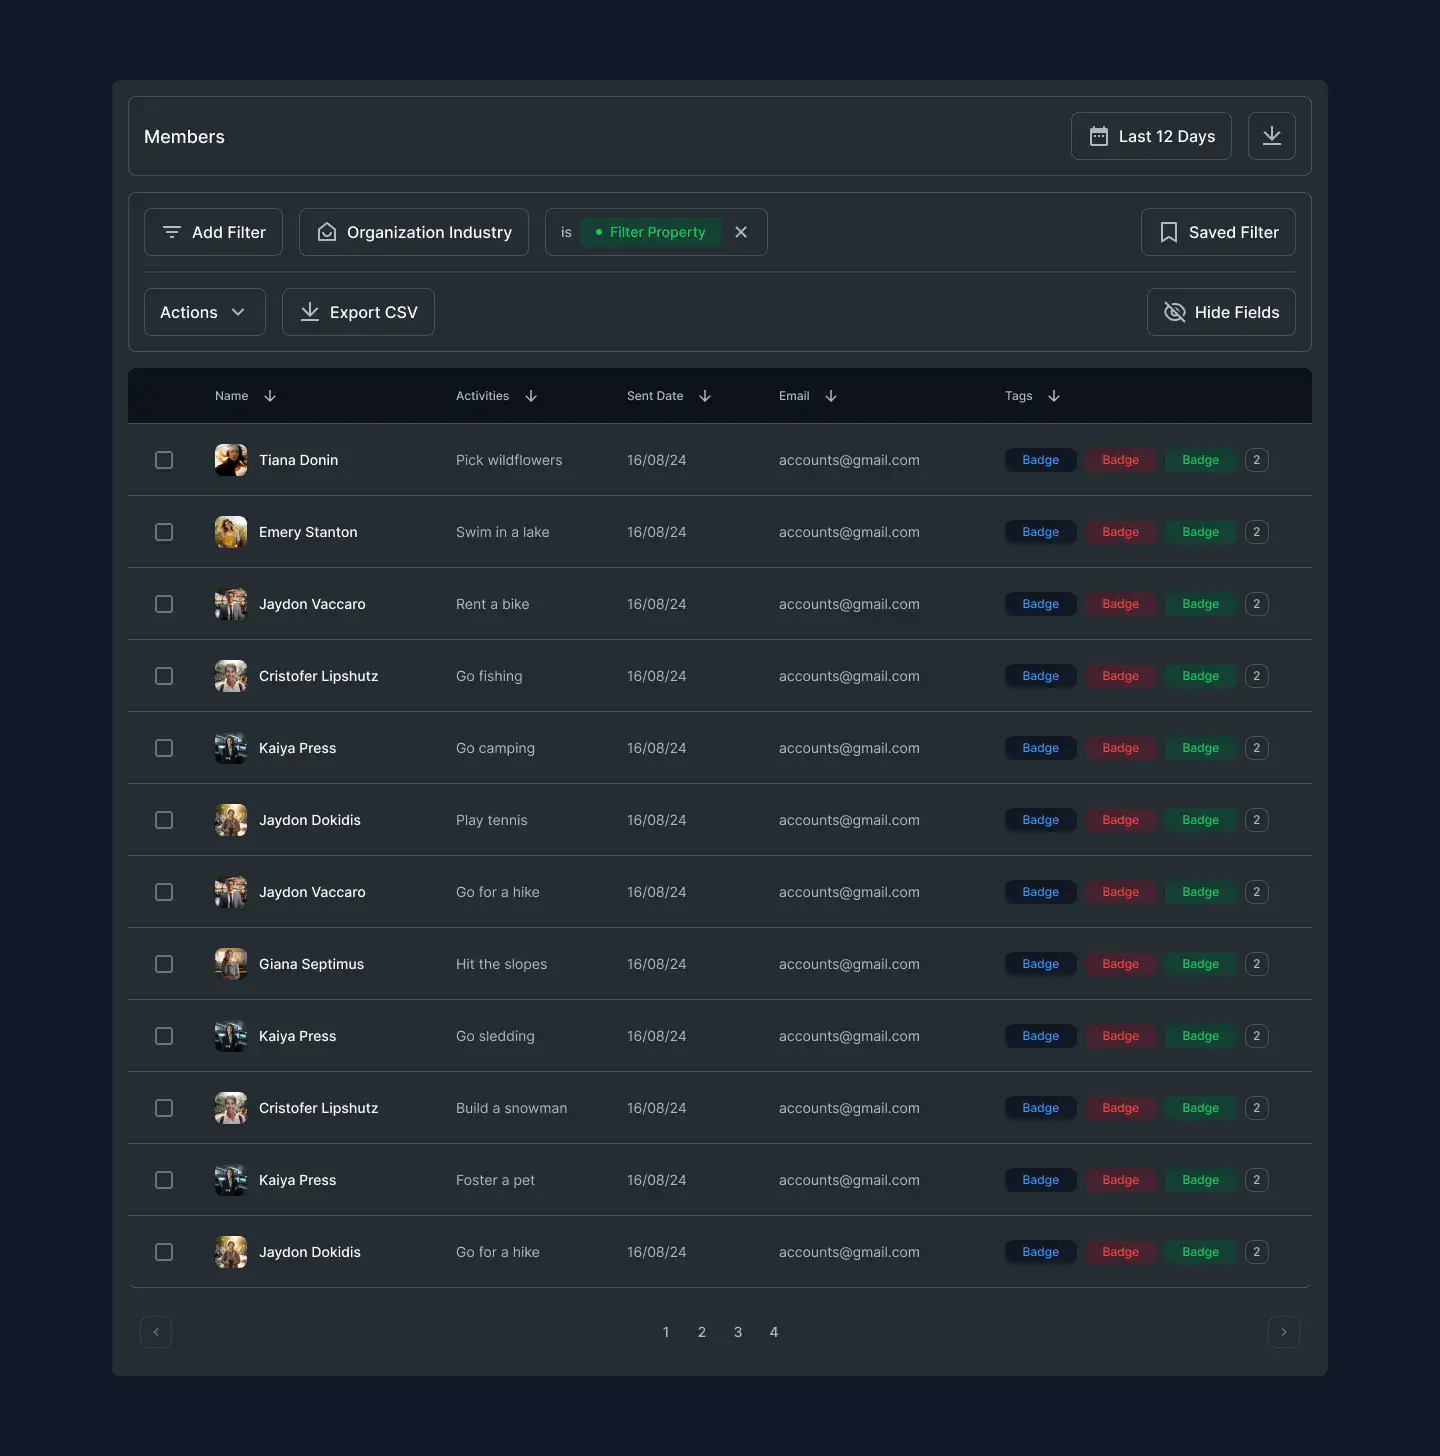 Members Last 12 Days
Add Filter Organization Industry is Filter Property Saved Filter
Actions Export CSV Hide Fields
Name Activities Sent Date Email Tags
Tiana Donin Pick wildflowers 16/08/24 accounts@gmail.com Badge Badge Badge 2
Emery Stanton Swim in a lake 16/08/24 accounts@gmail.com Badge Badge Badge 2
Jaydon Vaccaro Rent a bike 16/08/24 accounts@gmail.com Badge Badge Badge 2
Cristofer Lipshutz Go fishing 16/08/24 accounts@gmail.com Badge Badge Badge 2
Kaiya Press Go camping 16/08/24 accounts@gmail.com Badge Badge Badge 2
Jaydon Dokidis Play tennis 16/08/24 accounts@gmail.com Badge Badge Badge 2
Jaydon Vaccaro Go for a hike 16/08/24 accounts@gmail.com Badge Badge Badge 2
Giana Septimus Hit the slopes 16/08/24 accounts@gmail.com Badge Badge Badge 2
Kaiya Press Go sledding 16/08/24 accounts@gmail.com Badge Badge Badge 2
Cristofer Lipshutz Build a snowman 16/08/24 accounts@gmail.com Badge Badge Badge 2
Kaiya Press Foster a pet 16/08/24 accounts@gmail.com Badge Badge Badge 2
Jaydon Dokidis Go for a hike 16/08/24 accounts@gmail.com Badge Badge Badge 2
1 2 3 4